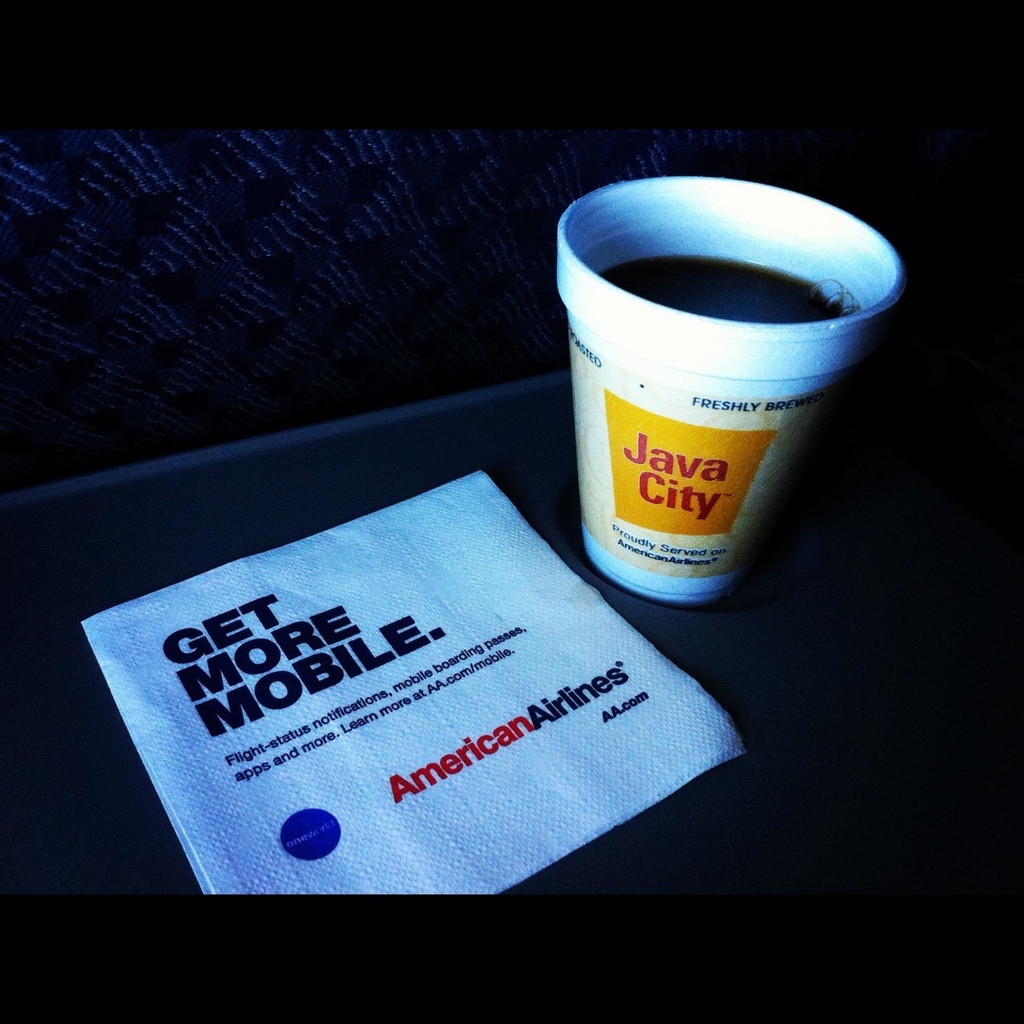 GET
MORE
MOBILE.
Flight-status notifications, mobile boarding passes,
apps and more. Learn more at AA.com/mobile.
AmericanAirlines®
AA.com
oneworld
FRESHLY BREWED
Java
City™
Proudly Served on
AmericanAirlines®